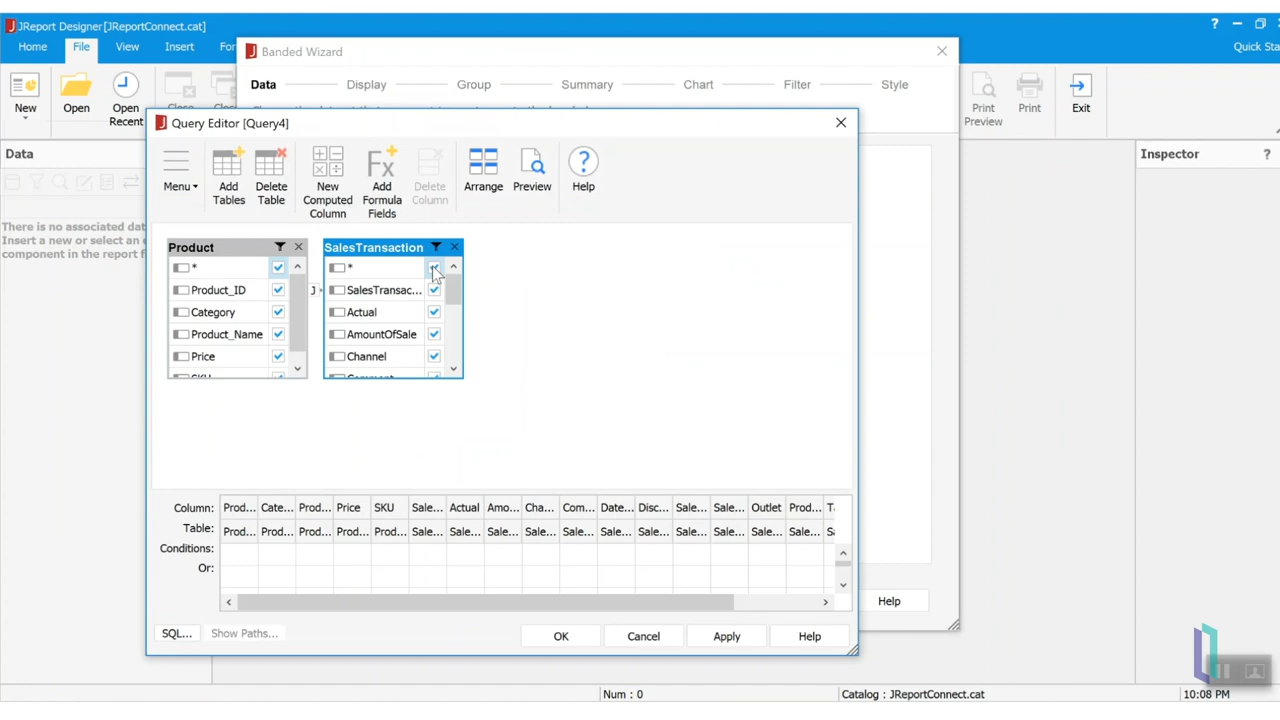 JReport Designer[JReportConnect.cat]
?
Home File View Insert For
Quick Sta
New
Open
Open
Recent
Print
Preview
Print
Exit
Banded Wizard
Data Display Group Summary Chart Filter Style
Data
There is no associated dat
Insert a new or select an e
component in the report f
Inspector ?
Query Editor [Query4]
Menu
Add
Tables
Delete
Table
New
Computed
Column
Add
Formula
Fields
Delete
Column
Arrange
Preview
Help
Product
*
Product_ID
Category
Product_Name
Price
SKU
J
SalesTransaction
*
SalesTransac...
Actual
AmountOfSale
Channel
Comment
Column: Prod... Cate... Prod... Price SKU Sale... Actual Amo... Cha... Com... Date... Disc... Sale... Sale... Outlet Prod...
Table: Prod... Prod... Prod... Prod... Prod... Sale... Sale... Sale... Sale... Sale... Sale... Sale... Sale... Sale... Sale... Sale...
Conditions:
Or:
SQL... Show Paths... OK Cancel Apply Help
Help
Num : 0
Catalog : JReportConnect.cat
10:08 PM